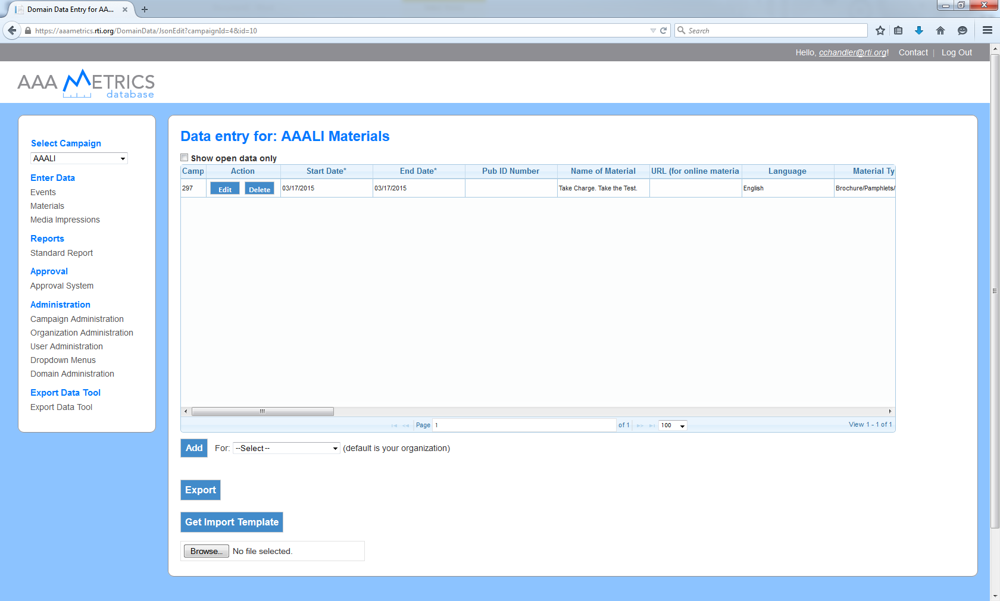 Domain Data Entry for AA...
https://aaametrics.rti.org/DomainData/JsonEdit?campaignId=4&id=10
Search
Hello, cchandler@rti.org! Contact | Log Out
AAA METRICS
database
Select Campaign
AAALI
Enter Data
Events
Materials
Media Impressions
Reports
Standard Report
Approval
Approval System
Administration
Campaign Administration
Organization Administration
User Administration
Dropdown Menus
Domain Administration
Export Data Tool
Export Data Tool
Data entry for: AAALI Materials
Show open data only
Camp Action Start Date* End Date* Pub ID Number Name of Material URL (for online materia Language Material Ty
297 Edit Delete 03/17/2015 03/17/2015 Take Charge. Take the Test. English Brochure/Pamphlets/
Page 1 of 1 100 View 1 - 1 of 1
Add For: --Select-- (default is your organization)
Export
Get Import Template
Browse... No file selected.